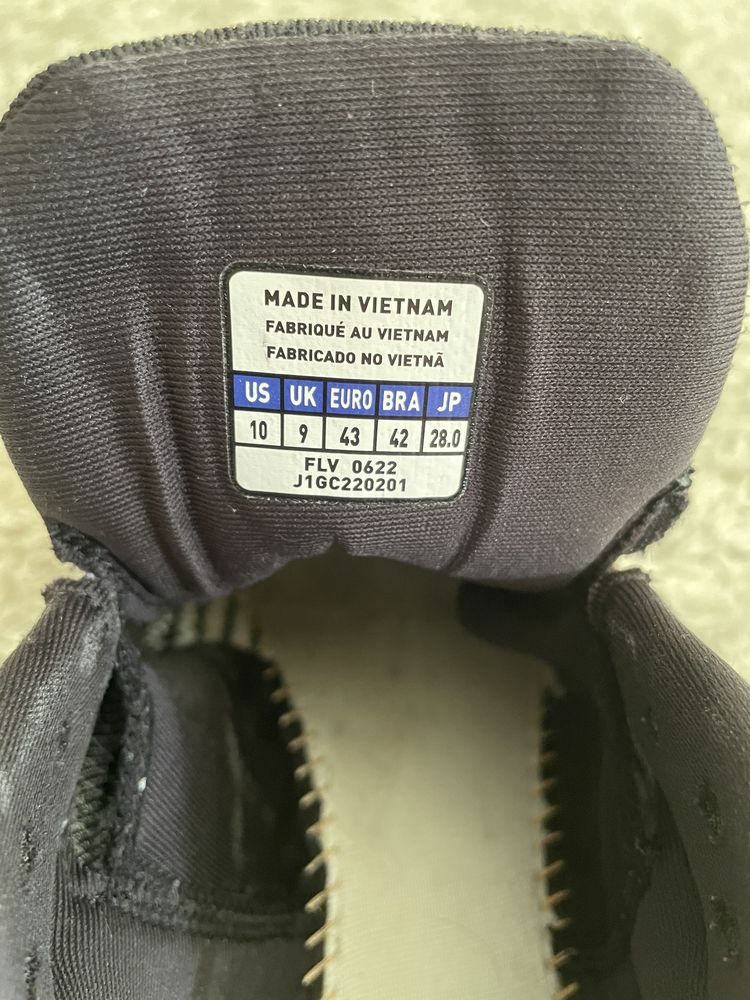 MADE IN VIETNAM
FABRIQUÉ AU VIETNAM
FABRICADO NO VIETNÃ
US UK EURO BRA JP
10 9 43 42 28.0
FLV 0622
J1GC220201